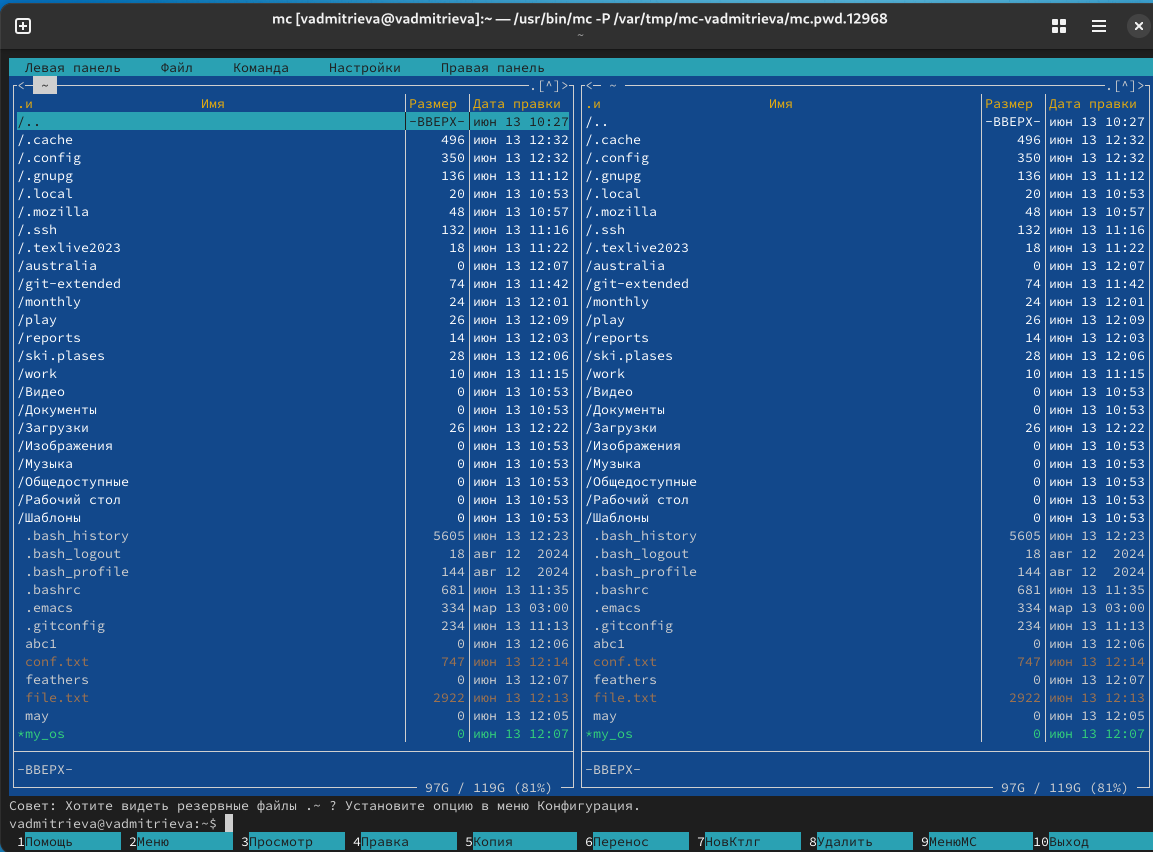 mc [vadmitrieva@vadmitrieva]:~ — /usr/bin/mc -P /var/tmp/mc-vadmitrieva/mc.pwd.12968
~
Левая панель Файл Команда Настройки Правая панель
<─ ~ ─.[^]> <─ ~ ─.[^]>
.и Имя Размер Дата правки .и Имя Размер Дата правки
/.. -ВВЕРХ- июн 13 10:27 /.. -ВВЕРХ- июн 13 10:27
/.cache 496 июн 13 12:32 /.cache 496 июн 13 12:32
/.config 350 июн 13 12:32 /.config 350 июн 13 12:32
/.gnupg 136 июн 13 11:12 /.gnupg 136 июн 13 11:12
/.local 20 июн 13 10:53 /.local 20 июн 13 10:53
/.mozilla 48 июн 13 10:57 /.mozilla 48 июн 13 10:57
/.ssh 132 июн 13 11:16 /.ssh 132 июн 13 11:16
/.texlive2023 18 июн 13 11:22 /.texlive2023 18 июн 13 11:22
/australia 0 июн 13 12:07 /australia 0 июн 13 12:07
/git-extended 74 июн 13 11:42 /git-extended 74 июн 13 11:42
/monthly 24 июн 13 12:01 /monthly 24 июн 13 12:01
/play 26 июн 13 12:09 /play 26 июн 13 12:09
/reports 14 июн 13 12:03 /reports 14 июн 13 12:03
/ski.plases 28 июн 13 12:06 /ski.plases 28 июн 13 12:06
/work 10 июн 13 11:15 /work 10 июн 13 11:15
/Видео 0 июн 13 10:53 /Видео 0 июн 13 10:53
/Документы 0 июн 13 10:53 /Документы 0 июн 13 10:53
/Загрузки 26 июн 13 12:22 /Загрузки 26 июн 13 12:22
/Изображения 0 июн 13 10:53 /Изображения 0 июн 13 10:53
/Музыка 0 июн 13 10:53 /Музыка 0 июн 13 10:53
/Общедоступные 0 июн 13 10:53 /Общедоступные 0 июн 13 10:53
/Рабочий стол 0 июн 13 10:53 /Рабочий стол 0 июн 13 10:53
/Шаблоны 0 июн 13 10:53 /Шаблоны 0 июн 13 10:53
.bash_history 5605 июн 13 12:23 .bash_history 5605 июн 13 12:23
.bash_logout 18 авг 12 2024 .bash_logout 18 авг 12 2024
.bash_profile 144 авг 12 2024 .bash_profile 144 авг 12 2024
.bashrc 681 июн 13 11:35 .bashrc 681 июн 13 11:35
.emacs 334 мар 13 03:00 .emacs 334 мар 13 03:00
.gitconfig 234 июн 13 11:13 .gitconfig 234 июн 13 11:13
abc1 0 июн 13 12:06 abc1 0 июн 13 12:06
conf.txt 747 июн 13 12:14 conf.txt 747 июн 13 12:14
feathers 0 июн 13 12:07 feathers 0 июн 13 12:07
file.txt 2922 июн 13 12:13 file.txt 2922 июн 13 12:13
may 0 июн 13 12:05 may 0 июн 13 12:05
*my_os 0 июн 13 12:07 *my_os 0 июн 13 12:07
-ВВЕРХ- -ВВЕРХ-
97G / 119G (81%) 97G / 119G (81%)
Совет: Хотите видеть резервные файлы .~ ? Установите опцию в меню Конфигурация.
vadmitrieva@vadmitrieva:~$
1Помощь 2Меню 3Просмотр 4Правка 5Копия 6Перенос 7НовКтлг 8Удалить 9МенюMC 10Выход